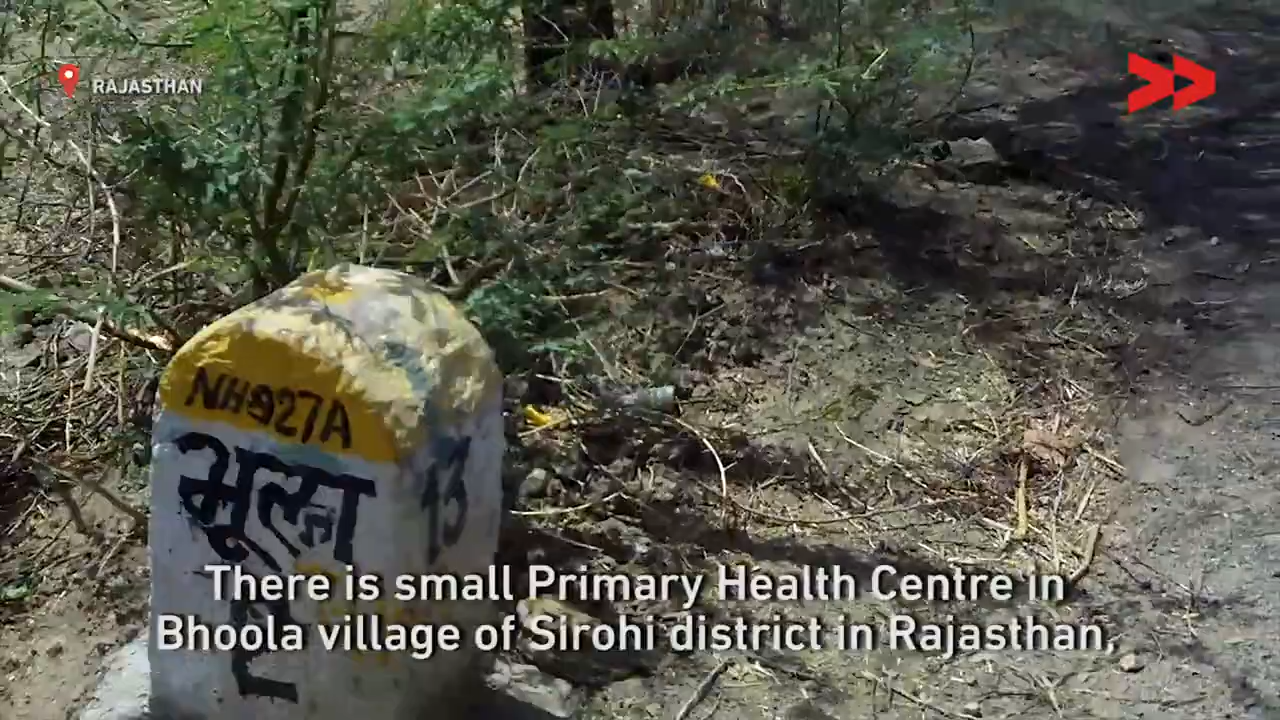 RAJASTHAN
NH927A
भूला
13
There is small Primary Health Centre in
Bhoola village of Sirohi district in Rajasthan,